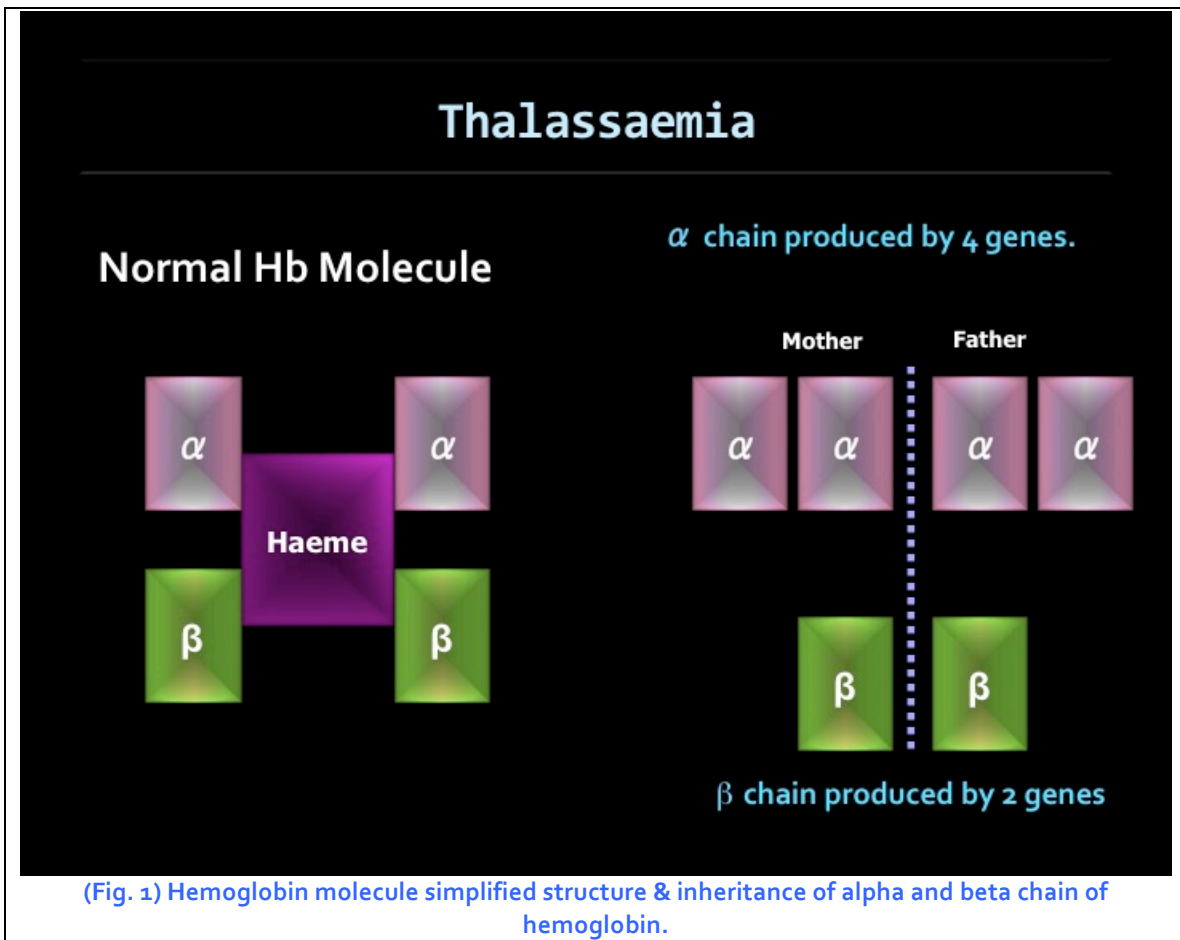 Thalassaemia
Normal Hb Molecule
α
α
Haeme
β
β
α chain produced by 4 genes.
Mother
Father
α
α
α
α
β
β
β chain produced by 2 genes
(Fig. 1) Hemoglobin molecule simplified structure & inheritance of alpha and beta chain of
hemoglobin.